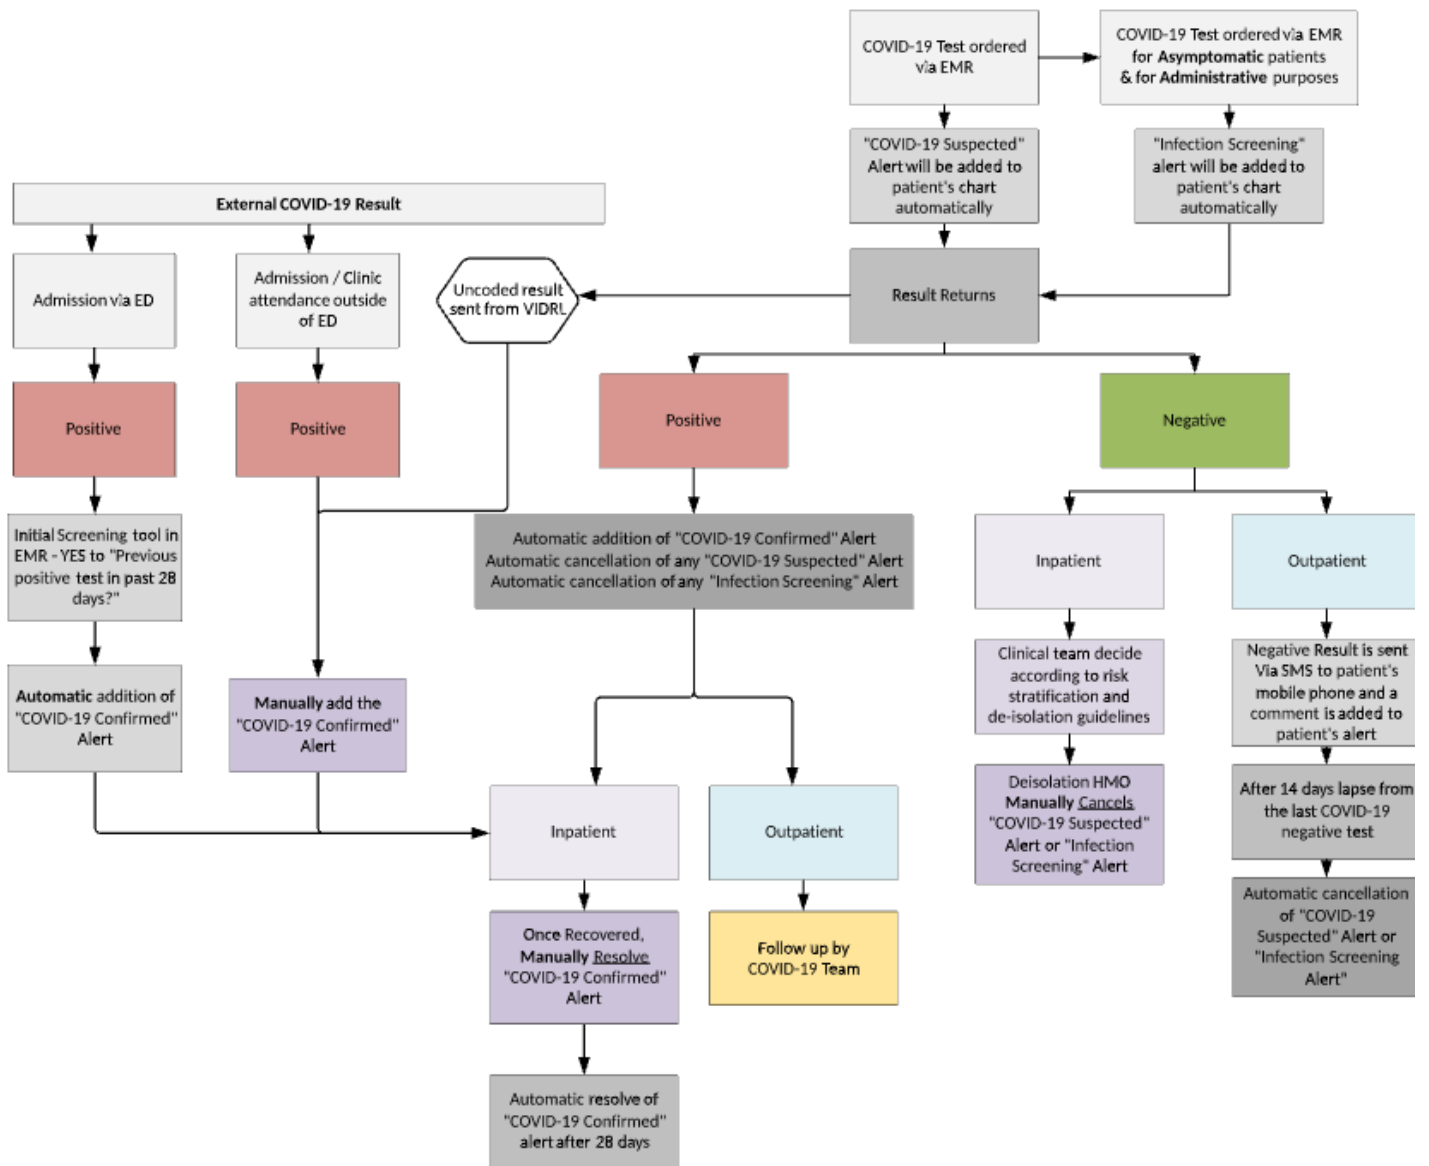 COVID-19 Test ordered
via EMR
COVID-19 Test ordered via EMR
for Asymptomatic patients
& for Administrative purposes
"COVID-19 Suspected"
Alert will be added to
patient's chart
automatically
"Infection Screening"
alert will be added to
patient's chart
automatically
External COVID-19 Result
Admission via ED
Admission / Clinic
attendance outside
of ED
Uncoded result
sent from VIDRL
Result Returns
Positive
Positive
Positive
Negative
Initial Screening tool in
EMR - YES to "Previous
positive test in past 28
days?"
Automatic addition of "COVID-19 Confirmed" Alert
Automatic cancellation of any "COVID-19 Suspected" Alert
Automatic cancellation of any "Infection Screening" Alert
Inpatient
Outpatient
Automatic addition of
"COVID-19 Confirmed"
Alert
Manually add the
"COVID-19 Confirmed"
Alert
Clinical team decide
according to risk
stratification and
de-isolation guidelines
Negative Result is sent
Via SMS to patient's
mobile phone and a
comment is added to
patient's alert
Inpatient
Outpatient
Deisolation HMO
Manually Cancels
"COVID-19 Suspected"
Alert or "Infection
Screening" Alert
After 14 days lapse from
the last COVID-19
negative test
Once Recovered,
Manually Resolve
"COVID-19 Confirmed"
Alert
Follow up by
COVID-19 Team
Automatic cancellation
of "COVID-19
Suspected" Alert or
"Infection Screening
Alert"
Automatic resolve of
"COVID-19 Confirmed"
alert after 28 days